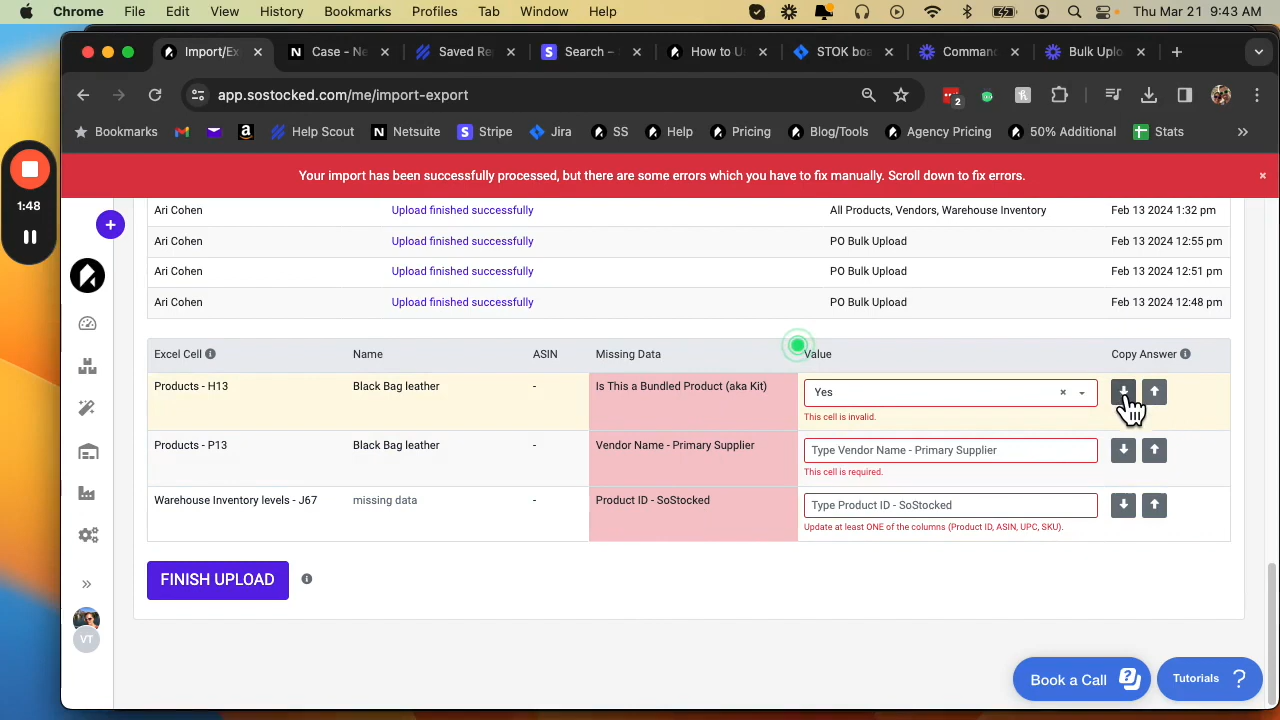 Chrome File Edit View History Bookmarks Profiles Tab Window Help Thu Mar 21 9:43 AM
Import/Ex Case - Ne Saved Re Search – How to U STOK boa Comman Bulk Uplo
app.sostocked.com/me/import-export 2
Bookmarks Help Scout Netsuite Stripe Jira SS Help Pricing Blog/Tools Agency Pricing 50% Additional Stats
Your import has been successfully processed, but there are some errors which you have to fix manually. Scroll down to fix errors. ×
1:48
Ari Cohen Upload finished successfully All Products, Vendors, Warehouse Inventory Feb 13 2024 1:32 pm
Ari Cohen Upload finished successfully PO Bulk Upload Feb 13 2024 12:55 pm
Ari Cohen Upload finished successfully PO Bulk Upload Feb 13 2024 12:51 pm
Ari Cohen Upload finished successfully PO Bulk Upload Feb 13 2024 12:48 pm
Excel Cell Name ASIN Missing Data Value Copy Answer
Products - H13 Black Bag leather - Is This a Bundled Product (aka Kit) Yes ×
This cell is invalid.
Products - P13 Black Bag leather - Vendor Name - Primary Supplier Type Vendor Name - Primary Supplier
This cell is required.
Warehouse Inventory levels - J67 missing data - Product ID - SoStocked Type Product ID - SoStocked
Update at least ONE of the columns (Product ID, ASIN, UPC, SKU).
FINISH UPLOAD
VT
Book a Call
Tutorials ?